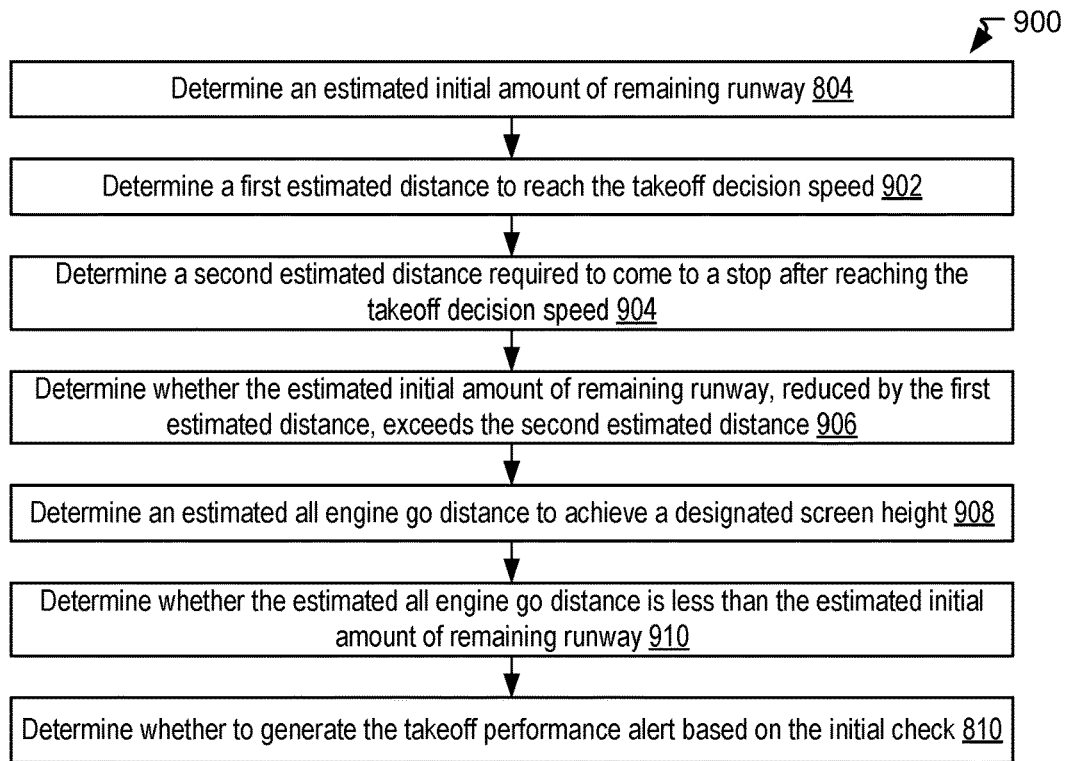 900
Determine an estimated initial amount of remaining runway 804
Determine a first estimated distance to reach the takeoff decision speed 902
Determine a second estimated distance required to come to a stop after reaching the
takeoff decision speed 904
Determine whether the estimated initial amount of remaining runway, reduced by the first
estimated distance, exceeds the second estimated distance 906
Determine an estimated all engine go distance to achieve a designated screen height 908
Determine whether the estimated all engine go distance is less than the estimated initial
amount of remaining runway 910
Determine whether to generate the takeoff performance alert based on the initial check 810